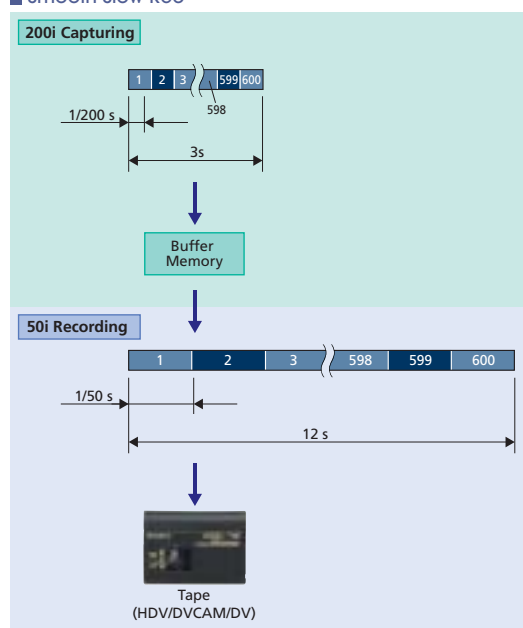 200i Capturing
1 2 3 599 600
598
1/200 s
3s
Buffer
Memory
50i Recording
1 2 3 598 599 600
1/50 s
12 s
Tape
(HDV/DVCAM/DV)